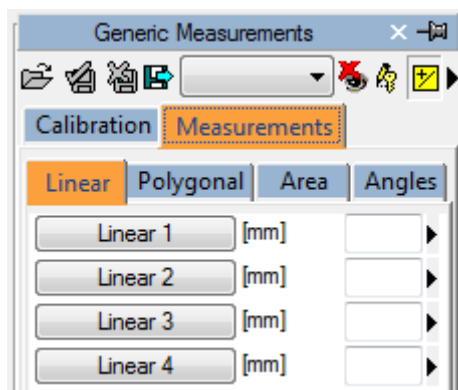 Generic Measurements
Calibration Measurements
Linear Polygonal Area Angles
Linear 1 [mm]
Linear 2 [mm]
Linear 3 [mm]
Linear 4 [mm]